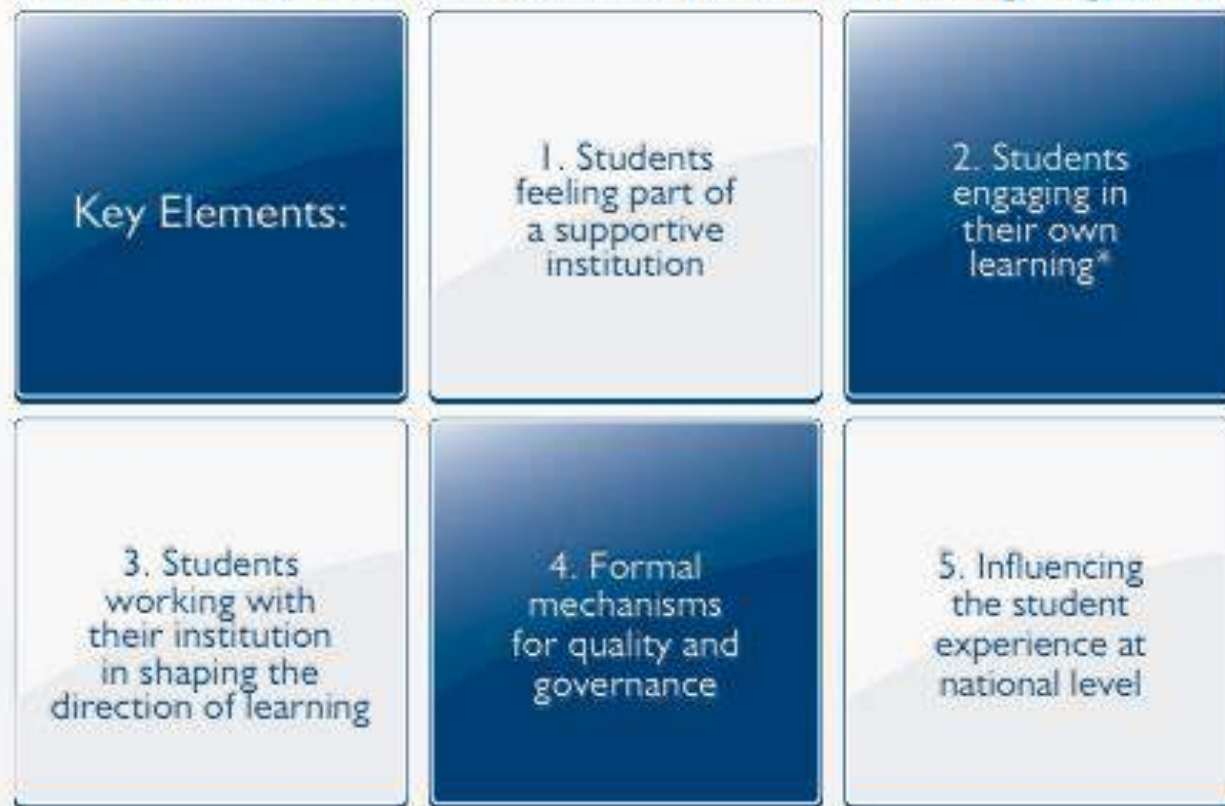 Key Elements:
1. Students
feeling part of
a supportive
institution
2. Students
engaging in
their own
learning*
3. Students
working with
their institution
in shaping the
direction of learning
4. Formal
mechanisms
for quality and
governance
5. Influencing
the student
experience at
national level